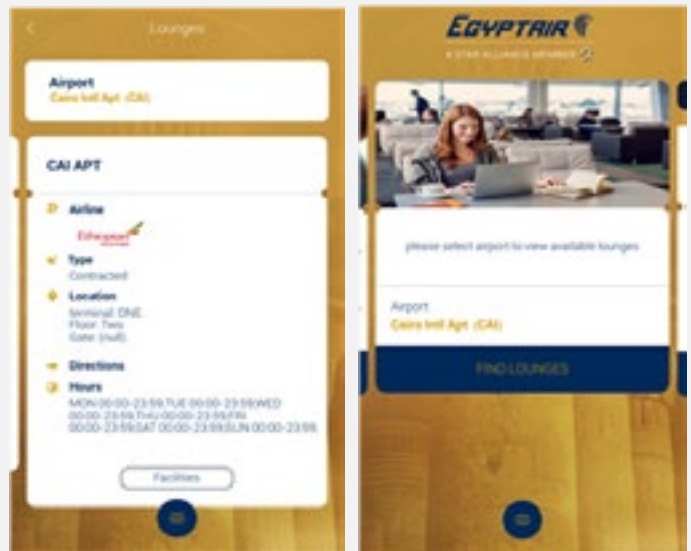 Lounges
Airport
Cairo Intl Apt (CAI)
CAI APT
Airline
Ethiopian
Type
Contracted
Location
terminal: ONE
Floor: Two
Gate: (null)
Directions
Hours
MON 00:00-23:59;TUE 00:00-23:59;WED
00:00-23:59;THU 00:00-23:59;FRI
00:00-23:59;SAT 00:00-23:59;SUN 00:00-23:59;
Facilities
EGYPTAIR
A STAR ALLIANCE MEMBER
please select airport to view available lounges
Airport
Cairo Intl Apt (CAI)
FIND LOUNGES